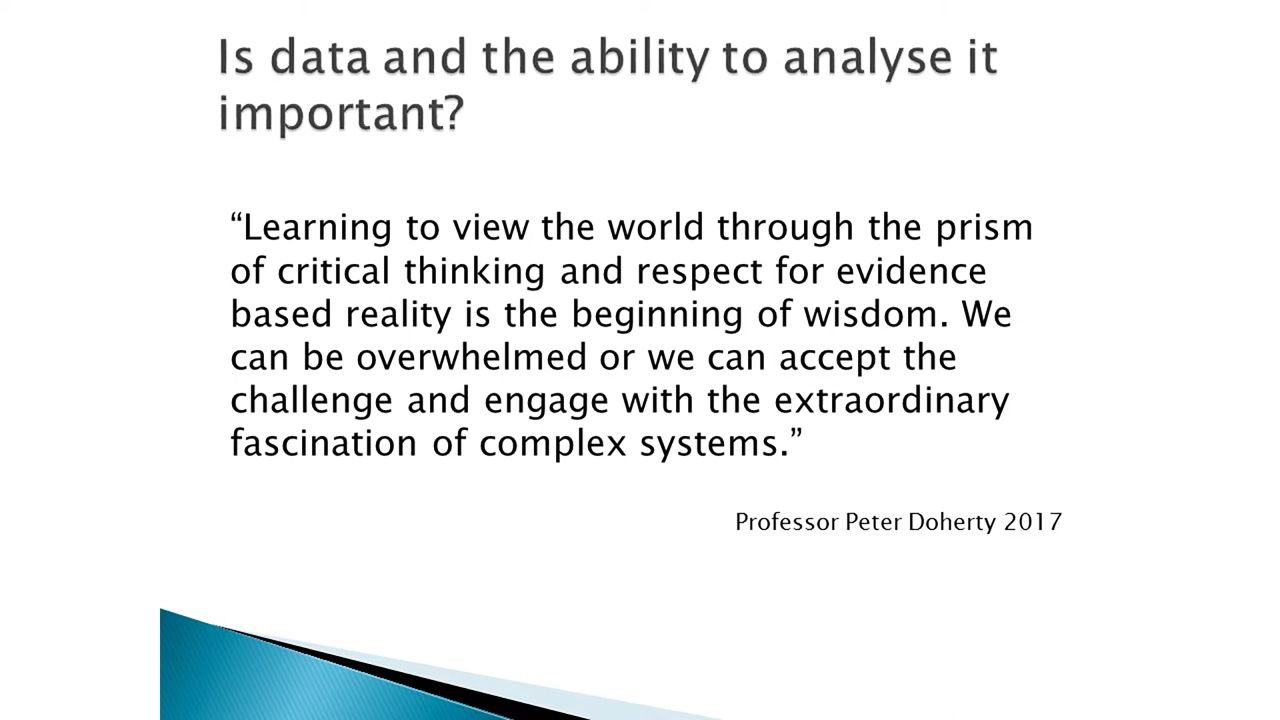 Is data and the ability to analyse it
important?
“Learning to view the world through the prism
of critical thinking and respect for evidence
based reality is the beginning of wisdom. We
can be overwhelmed or we can accept the
challenge and engage with the extraordinary
fascination of complex systems.”
Professor Peter Doherty 2017